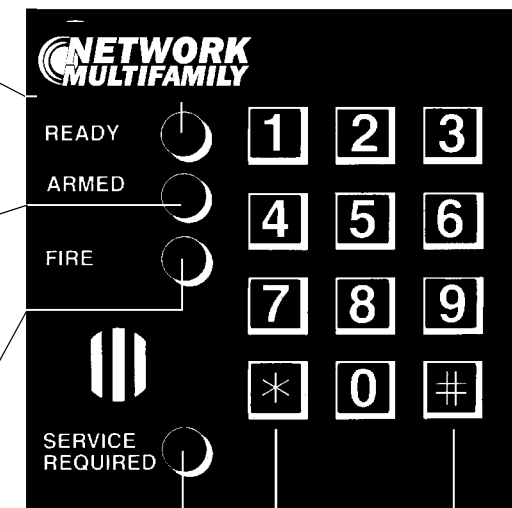 NETWORK
MULTIFAMILY
READY
ARMED
FIRE
SERVICE
REQUIRED
1 2 3
4 5 6
7 8 9
* 0 #